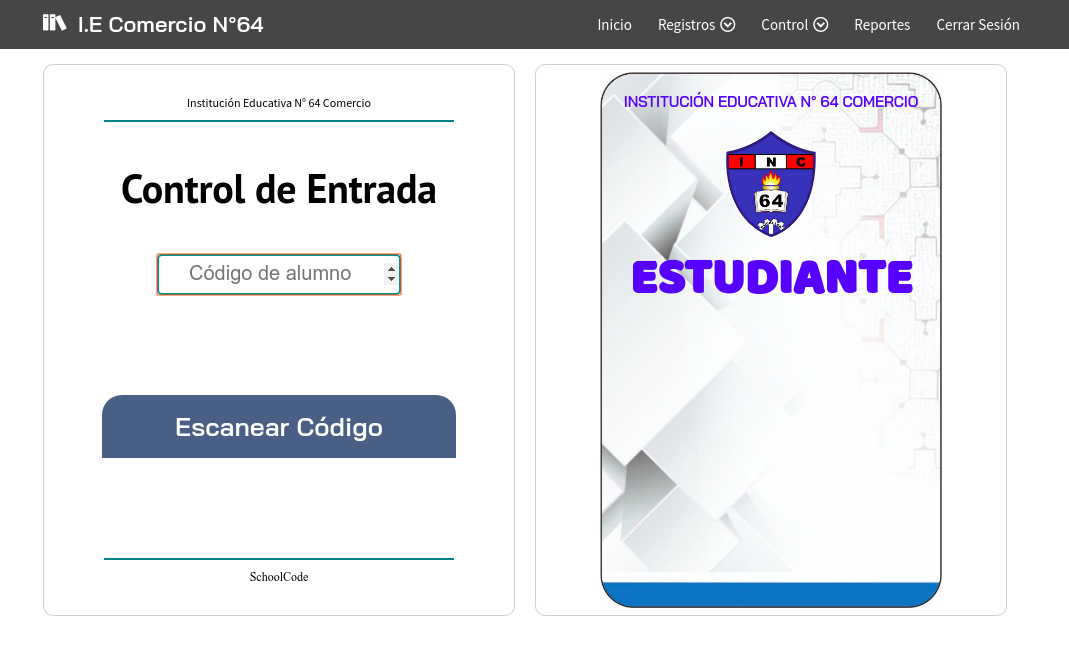 I.E Comercio N°64
Inicio
Registros
Control
Reportes
Cerrar Sesión
Institución Educativa N° 64 Comercio
Control de Entrada
Código de alumno
Escanear Código
SchoolCode
INSTITUCIÓN EDUCATIVA N° 64 COMERCIO
I N C
64
ESTUDIANTE